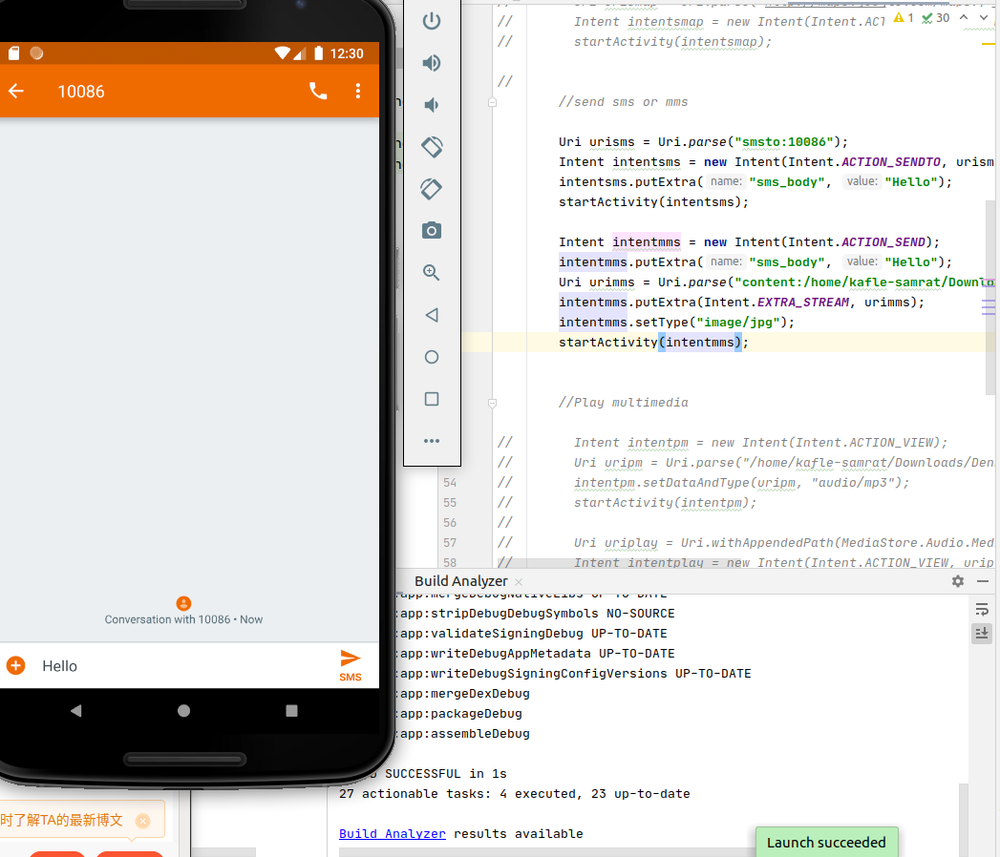 12:30
10086
Conversation with 10086 • Now
Hello
SMS
时了解TA的最新博文
1 30
// Intent intentsmap = new Intent(Intent.ACT
// startActivity(intentsmap);
//
//send sms or mms
Uri urisms = Uri.parse("smsto:10086");
Intent intentsms = new Intent(Intent.ACTION_SENDTO, urism
intentsms.putExtra( name: "sms_body", value: "Hello");
startActivity(intentsms);
Intent intentmms = new Intent(Intent.ACTION_SEND);
intentmms.putExtra( name: "sms_body", value: "Hello");
Uri urimms = Uri.parse("content:/home/kafle-samrat/Downlo
intentmms.putExtra(Intent.EXTRA_STREAM, urimms);
intentmms.setType("image/jpg");
startActivity(intentmms);
//Play multimedia
// Intent intentpm = new Intent(Intent.ACTION_VIEW);
// Uri uripm = Uri.parse("/home/kafle-samrat/Downloads/Den
54 // intentpm.setDataAndType(uripm, "audio/mp3");
55 // startActivity(intentpm);
56 //
57 // Uri uriplay = Uri.withAppendedPath(MediaStore.Audio.Med
58 // Intent intentplay = new Intent(Intent.ACTION_VIEW, urip
Build Analyzer
:app:mergeDebugNativeLibs UP-TO-DATE
:app:stripDebugDebugSymbols NO-SOURCE
:app:validateSigningDebug UP-TO-DATE
:app:writeDebugAppMetadata UP-TO-DATE
:app:writeDebugSigningConfigVersions UP-TO-DATE
:app:mergeDexDebug
:app:packageDebug
:app:assembleDebug
SUCCESSFUL in 1s
27 actionable tasks: 4 executed, 23 up-to-date
Build Analyzer results available
Launch succeeded